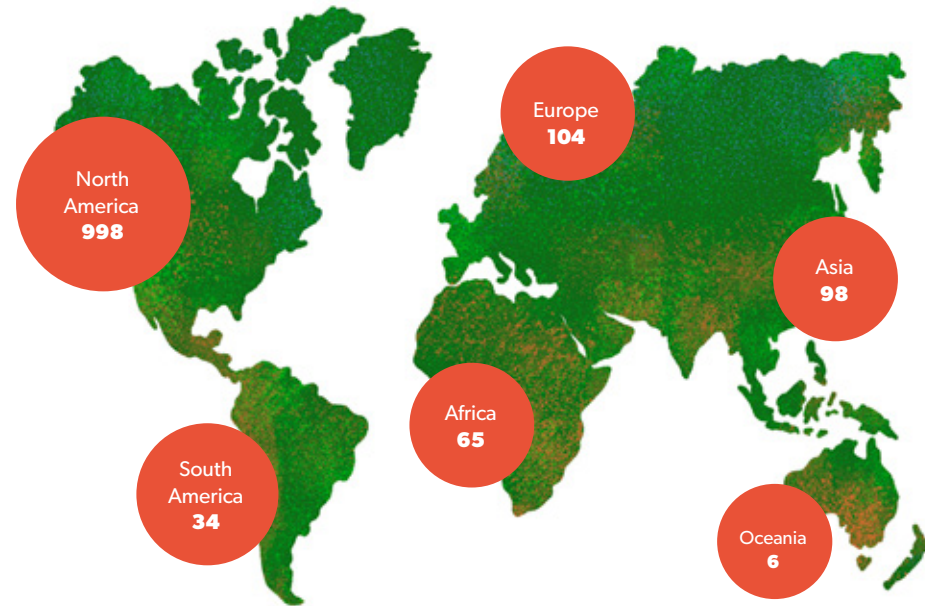 North
America
998
Europe
104
Asia
98
Africa
65
South
America
34
Oceania
6